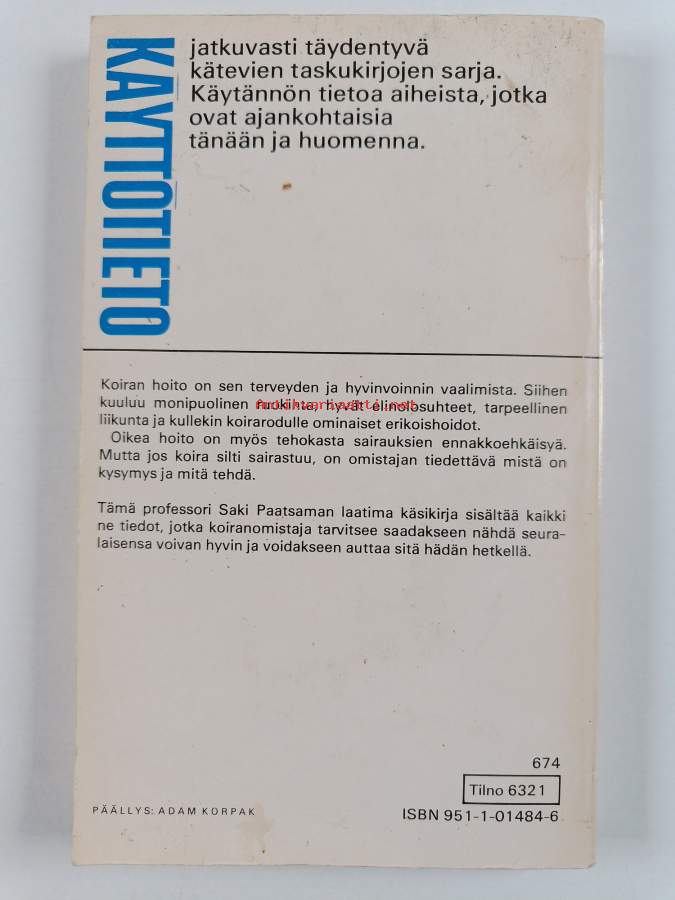 KÄYTTÖTIETO
jatkuvasti täydentyvä
kätevien taskukirjojen sarja.
Käytännön tietoa aiheista, jotka
ovat ajankohtaisia
tänään ja huomenna.
Koiran hoito on sen terveyden ja hyvinvoinnin vaalimista. Siihen
kuuluu monipuolinen ruokinta, hyvät elinolosuhteet, tarpeellinen
antikvariaatti.net
liikunta ja kullekin koirarodulle ominaiset erikoishoidot.
Oikea hoito on myös tehokasta sairauksien ennakkoehkäisyä.
Mutta jos koira silti sairastuu, on omistajan tiedettävä mistä on
kysymys ja mitä tehdä.
Tämä professori Saki Paatsaman laatima käsikirja sisältää kaikki
ne tiedot, jotka koiranomistaja tarvitsee saadakseen nähdä seura-
laisensa voivan hyvin ja voidakseen auttaa sitä hädän hetkellä.
674
Tilno 6321
PÄÄLLYS: ADAM KORPAK
ISBN 951-1-01484-6